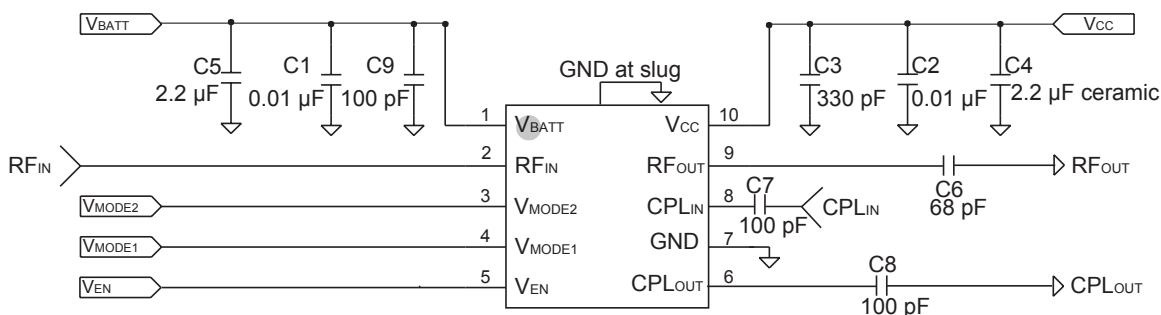 VBATT
VCC
C5
2.2 µF
C1
0.01 µF
C9
100 pF
GND at slug
C3
330 pF
C2
0.01 µF
C4
2.2 µF ceramic
1
VBATT
VCC
10
RFIN
2
RFIN
RFOUT
9
C6
68 pF
RFOUT
VMODE2
3
VMODE2
CPLIN
8
C7
100 pF
CPLIN
VMODE1
4
VMODE1
GND
7
VEN
5
VEN
CPLOUT
6
C8
100 pF
CPLOUT